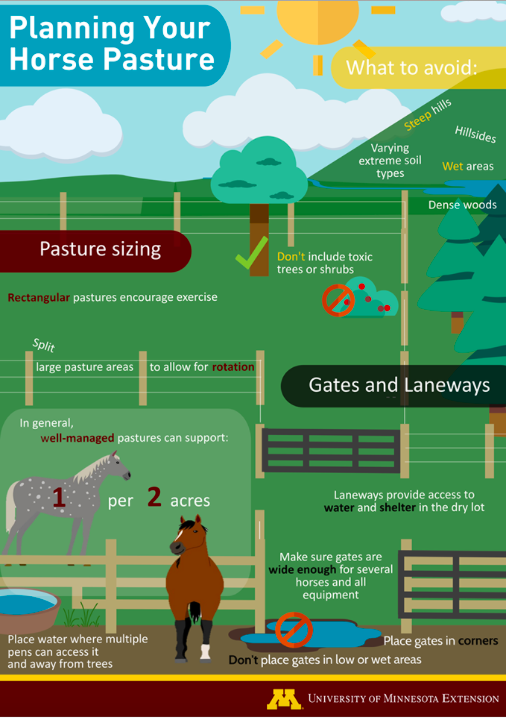 Planning Your
Horse Pasture
What to avoid:
Steep hills
Hillsides
Varying
extreme soil
types
Wet areas
Dense woods
Pasture sizing
Don't include toxic
trees or shrubs
Rectangular pastures encourage exercise
Split
large pasture areas to allow for rotation
Gates and Laneways
In general,
well-managed pastures can support:
1 per 2 acres
Laneways provide access to
water and shelter in the dry lot
Make sure gates are
wide enough for several
horses and all
equipment
Place water where multiple
pens can access it
and away from trees
Place gates in corners
Don't place gates in low or wet areas
M
UNIVERSITY OF MINNESOTA EXTENSION